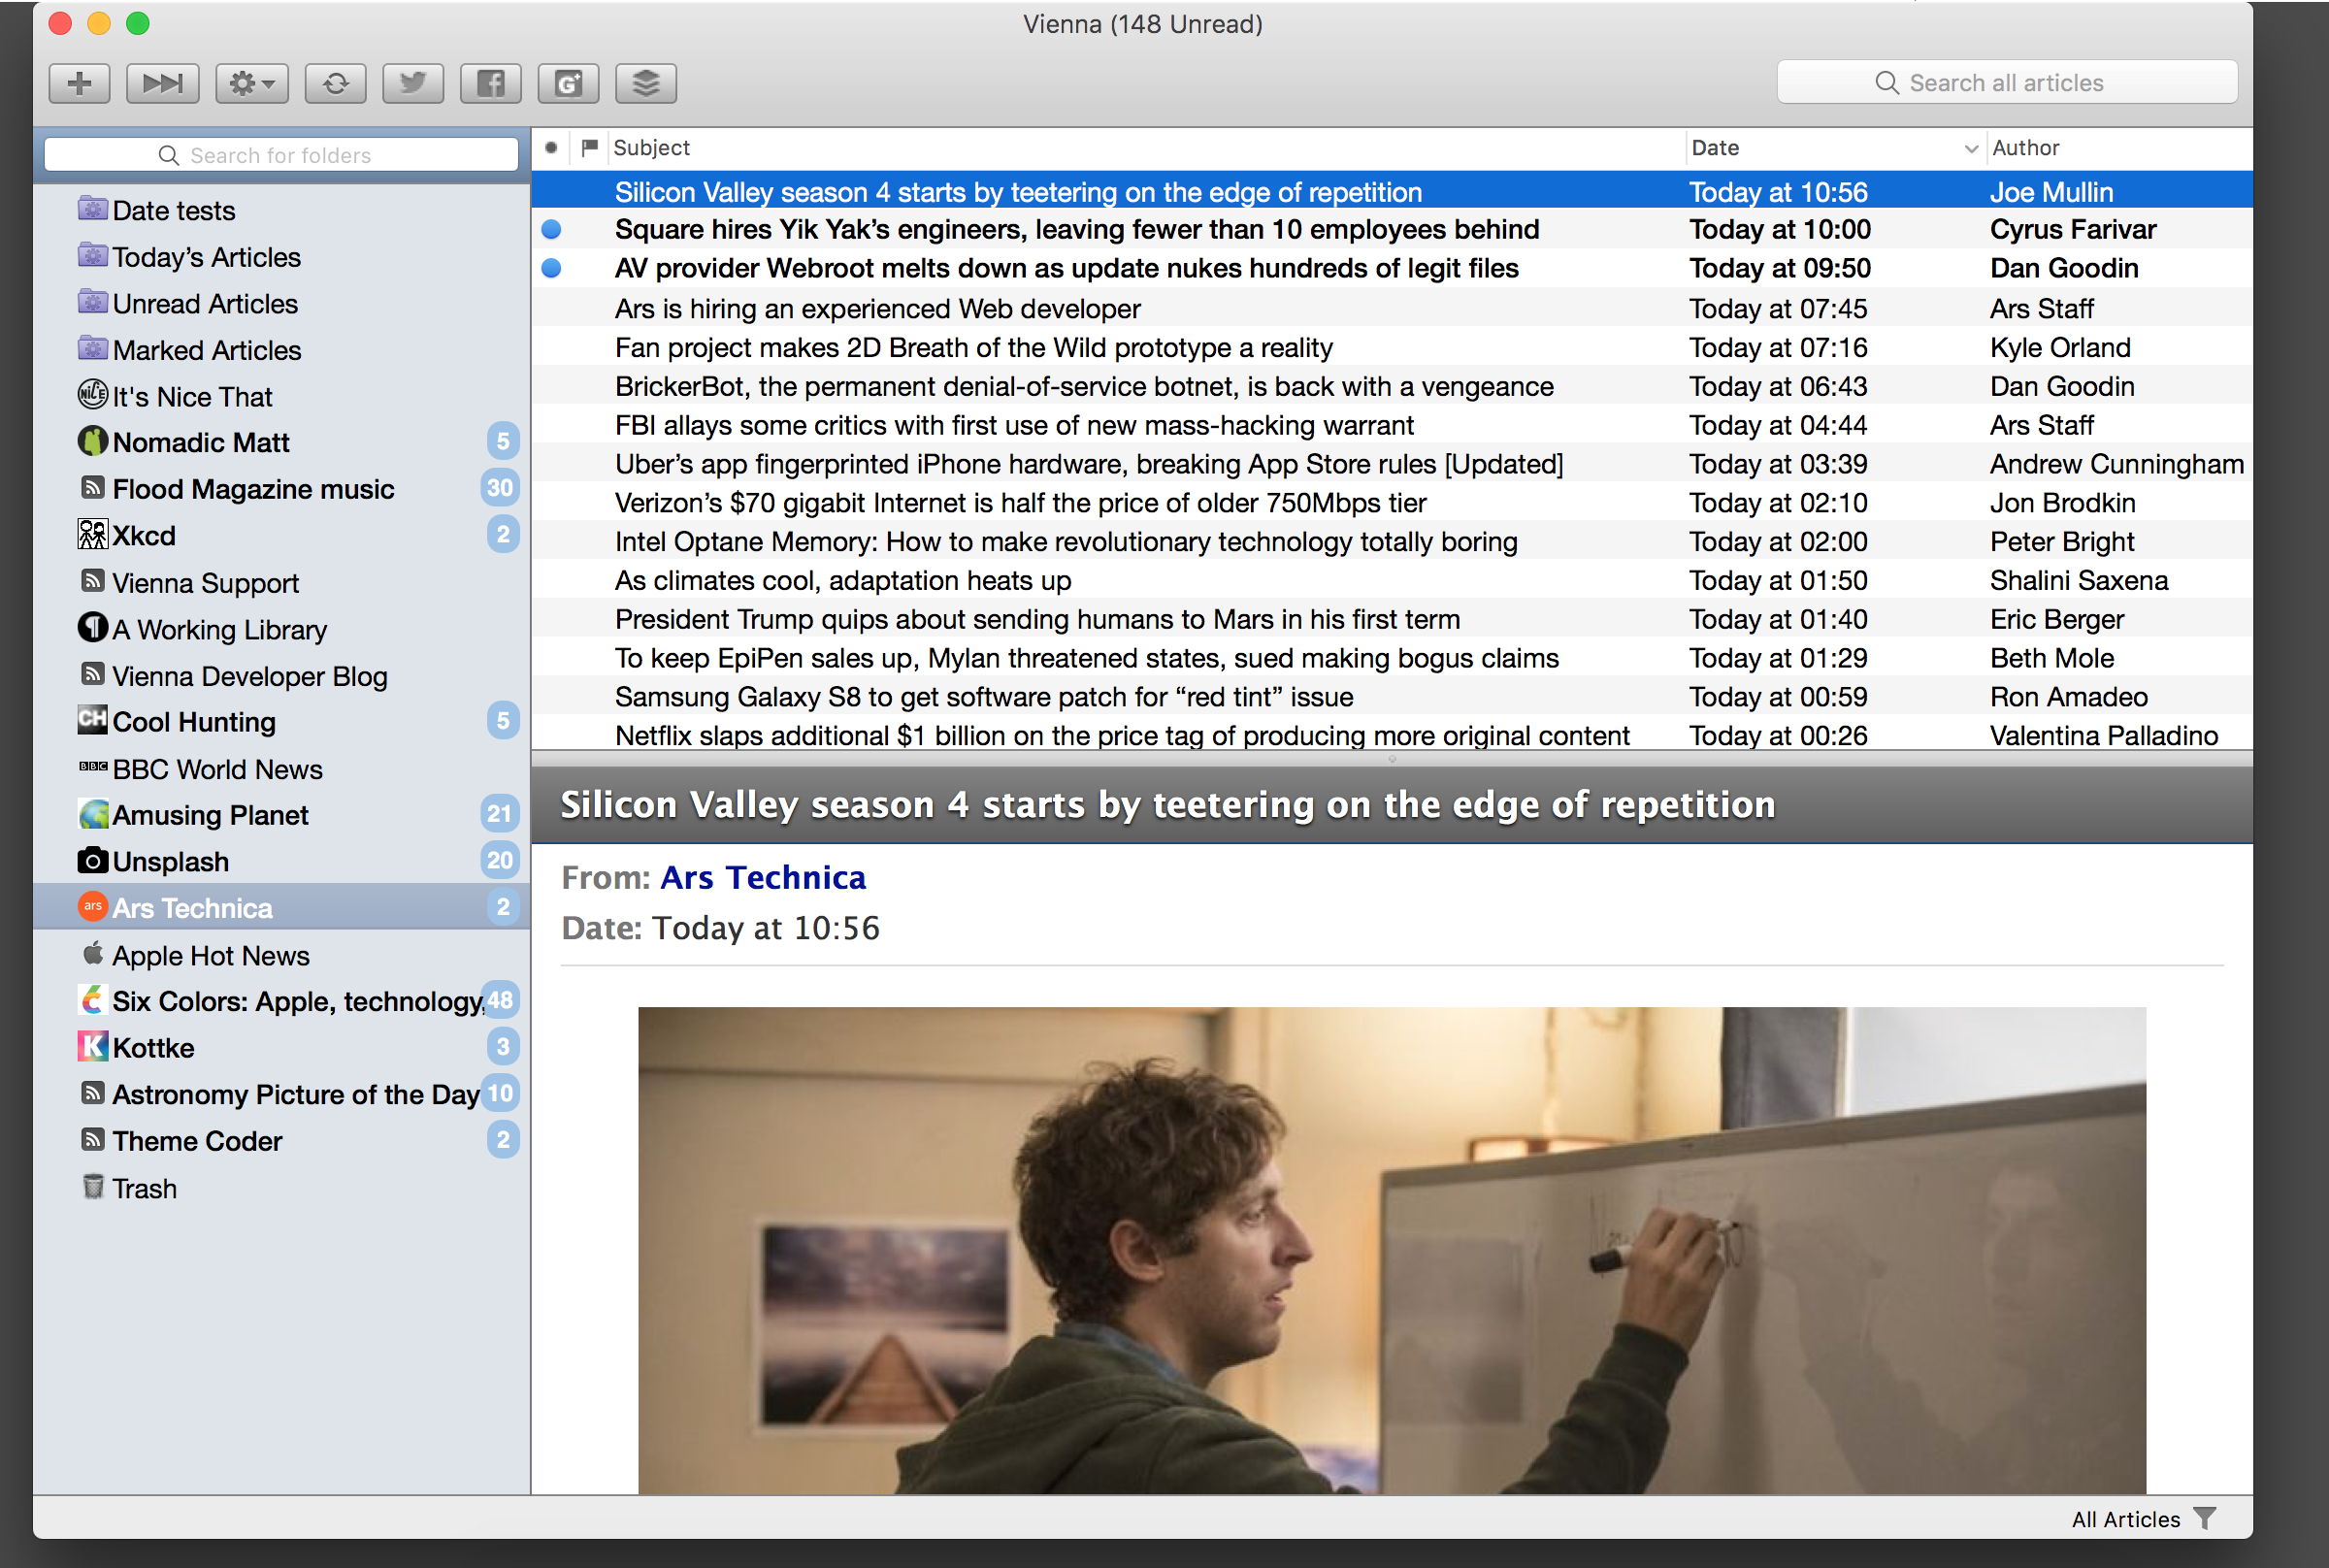 Vienna (148 Unread)
Search all articles
Search for folders
Date tests
Today’s Articles
Unread Articles
Marked Articles
It's Nice That
Nomadic Matt 5
Flood Magazine music 30
Xkcd 2
Vienna Support
A Working Library
Vienna Developer Blog
Cool Hunting 5
BBC World News
Amusing Planet 21
Unsplash 20
Ars Technica 2
Apple Hot News
Six Colors: Apple, technology, 48
Kottke 3
Astronomy Picture of the Day 10
Theme Coder 2
Trash
Subject Date Author
Silicon Valley season 4 starts by teetering on the edge of repetition Today at 10:56 Joe Mullin
Square hires Yik Yak’s engineers, leaving fewer than 10 employees behind Today at 10:00 Cyrus Farivar
AV provider Webroot melts down as update nukes hundreds of legit files Today at 09:50 Dan Goodin
Ars is hiring an experienced Web developer Today at 07:45 Ars Staff
Fan project makes 2D Breath of the Wild prototype a reality Today at 07:16 Kyle Orland
BrickerBot, the permanent denial-of-service botnet, is back with a vengeance Today at 06:43 Dan Goodin
FBI allays some critics with first use of new mass-hacking warrant Today at 04:44 Ars Staff
Uber’s app fingerprinted iPhone hardware, breaking App Store rules [Updated] Today at 03:39 Andrew Cunningham
Verizon’s $70 gigabit Internet is half the price of older 750Mbps tier Today at 02:10 Jon Brodkin
Intel Optane Memory: How to make revolutionary technology totally boring Today at 02:00 Peter Bright
As climates cool, adaptation heats up Today at 01:50 Shalini Saxena
President Trump quips about sending humans to Mars in his first term Today at 01:40 Eric Berger
To keep EpiPen sales up, Mylan threatened states, sued making bogus claims Today at 01:29 Beth Mole
Samsung Galaxy S8 to get software patch for “red tint” issue Today at 00:59 Ron Amadeo
Netflix slaps additional $1 billion on the price tag of producing more original content Today at 00:26 Valentina Palladino
Silicon Valley season 4 starts by teetering on the edge of repetition
From: Ars Technica
Date: Today at 10:56
All Articles